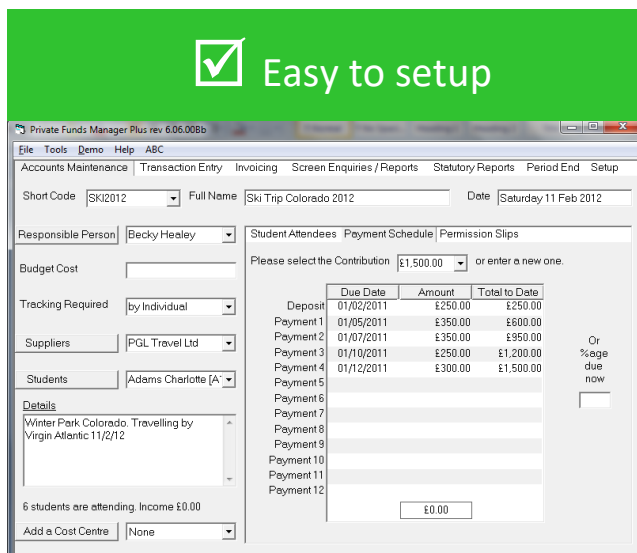 Easy to setup
Private Funds Manager Plus rev 6.06.00Bb
File Tools Demo Help ABC
Accounts Maintenance Transaction Entry Invoicing Screen Enquiries / Reports Statutory Reports Period End Setup
Short Code SKI2012 Full Name Ski Trip Colorado 2012 Date Saturday 11 Feb 2012
Responsible Person Becky Healey
Budget Cost
Tracking Required by Individual
Suppliers PGL Travel Ltd
Students Adams Charlotte [A
Details
Winter Park Colorado. Travelling by
Virgin Atlantic 11/2/12
6 students are attending. Income £0.00
Add a Cost Centre None
Student Attendees Payment Schedule Permission Slips
Please select the Contribution £1,500.00 or enter a new one.
Due Date Amount Total to Date
Deposit 01/02/2011 £250.00 £250.00
Payment 1 01/05/2011 £350.00 £600.00
Payment 2 01/07/2011 £350.00 £950.00
Payment 3 01/10/2011 £250.00 £1,200.00
Payment 4 01/12/2011 £300.00 £1,500.00
Payment 5
Payment 6
Payment 7
Payment 8
Payment 9
Payment 10
Payment 11
Payment 12
£0.00
Or
%age
due
now